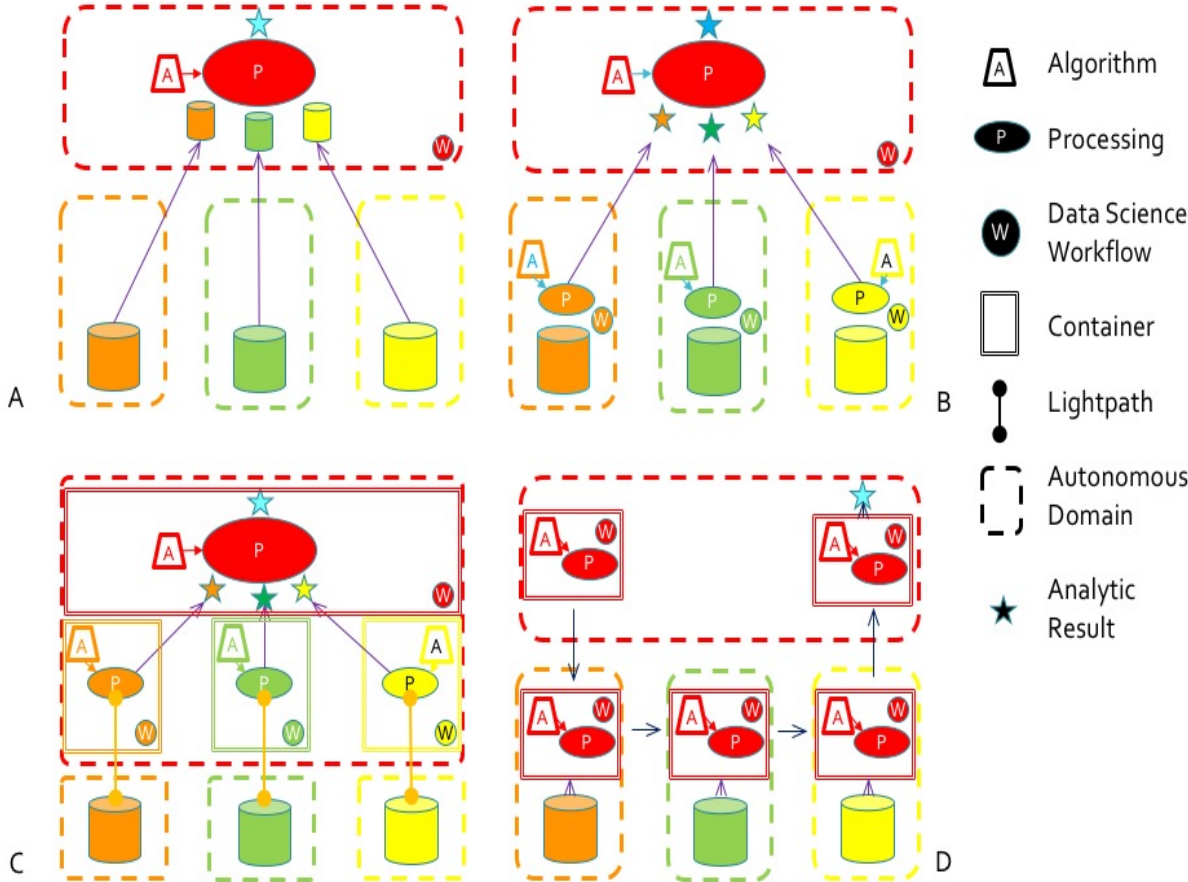 P
A
W
A
P
A
W
A
A
A
P
P
P
W
W
W
B
P
A
W
A
A
A
P
P
P
W
W
W
C
W
A
P
W
A
P
W
A
P
W
A
P
W
A
P
D
A
Algorithm
P
Processing
W
Data Science
Workflow
Container
Lightpath
Autonomous
Domain
Analytic
Result